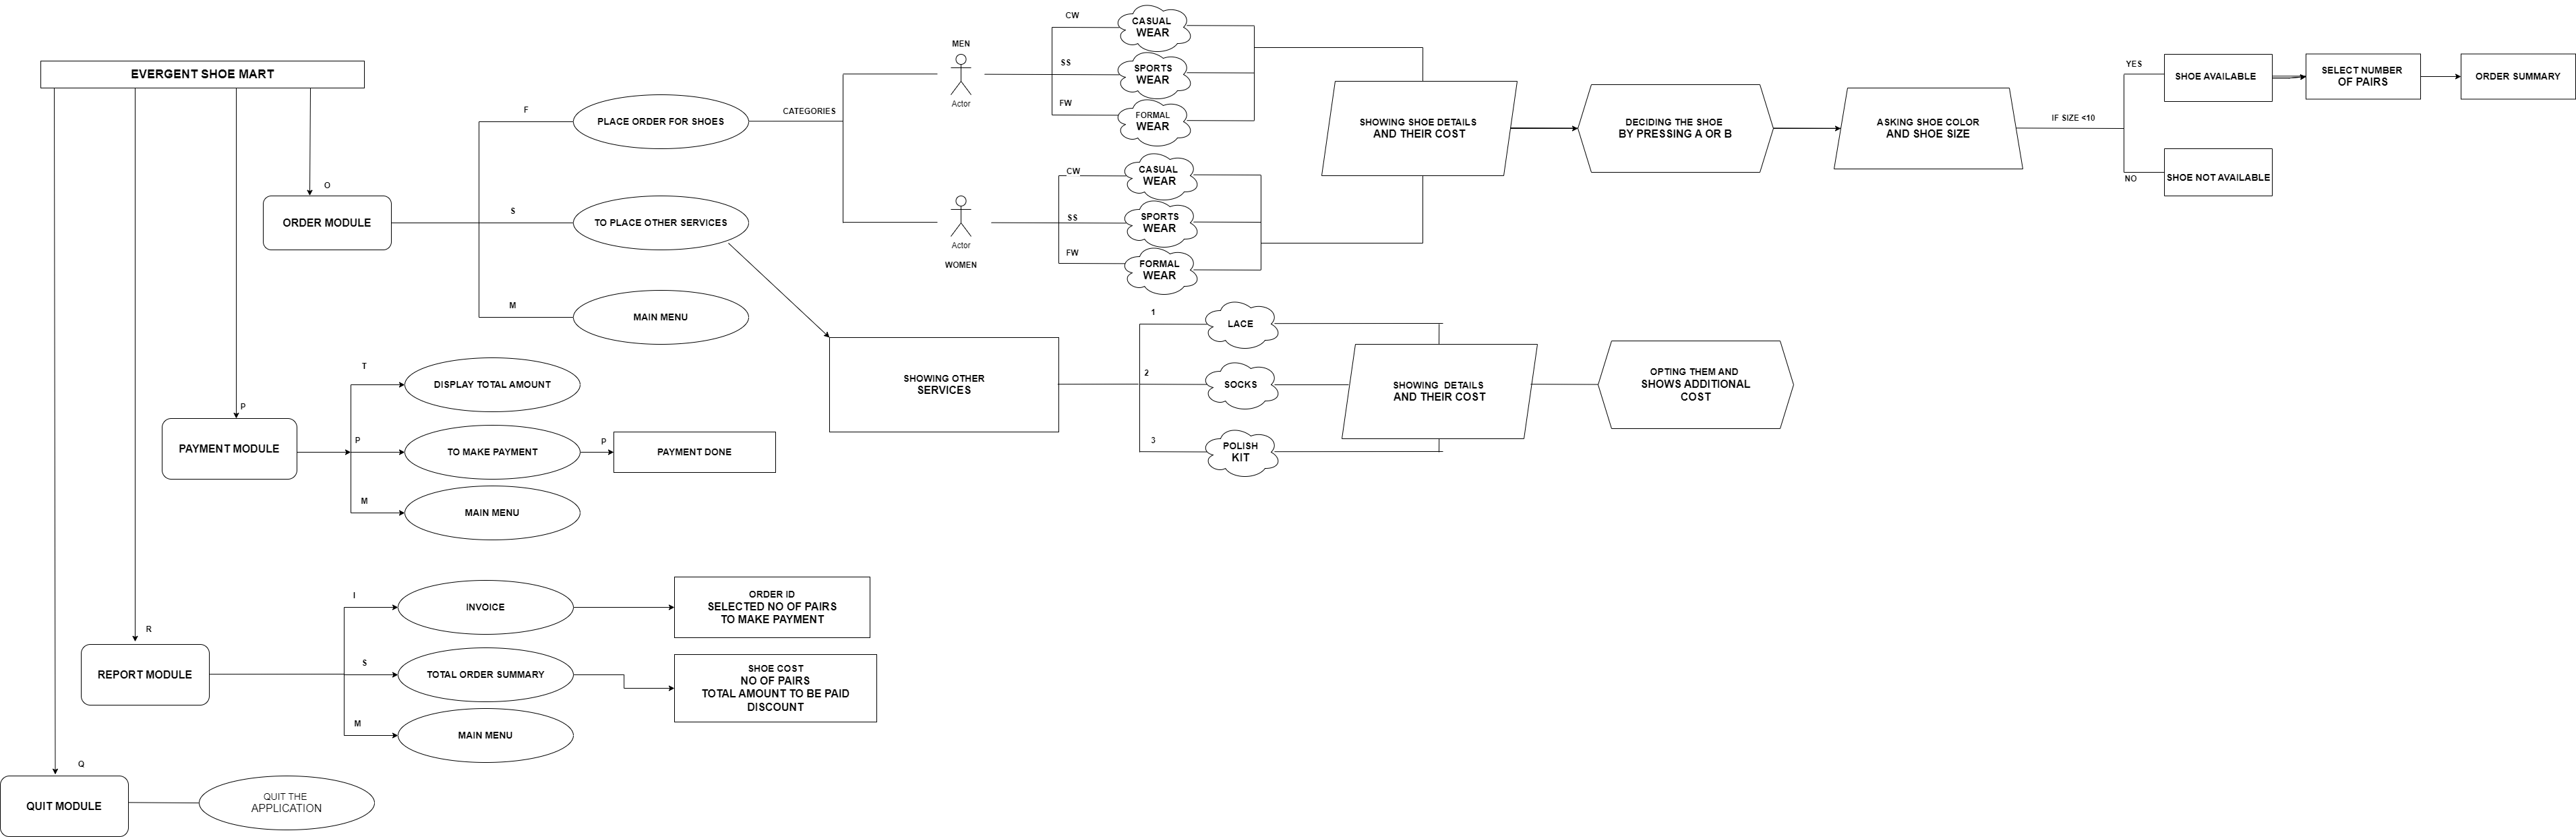 EVERGENT SHOE MART
O
ORDER MODULE
F
PLACE ORDER FOR SHOES
S
TO PLACE OTHER SERVICES
M
MAIN MENU
CATEGORIES
MEN
Actor
CW
CASUAL
WEAR
SS
SPORTS
WEAR
FW
FORMAL
WEAR
Actor
WOMEN
CW
CASUAL
WEAR
SS
SPORTS
WEAR
FW
FORMAL
WEAR
SHOWING SHOE DETAILS
AND THEIR COST
DECIDING THE SHOE
BY PRESSING A OR B
ASKING SHOE COLOR
AND SHOE SIZE
IF SIZE <10
YES
SHOE AVAILABLE
SELECT NUMBER
OF PAIRS
ORDER SUMMARY
NO
SHOE NOT AVAILABLE
SHOWING OTHER
SERVICES
1
LACE
2
SOCKS
3
POLISH
KIT
SHOWING  DETAILS
AND THEIR COST
OPTING THEM AND
SHOWS ADDITIONAL
COST
P
PAYMENT MODULE
T
DISPLAY TOTAL AMOUNT
P
TO MAKE PAYMENT
P
PAYMENT DONE
M
MAIN MENU
R
REPORT MODULE
I
INVOICE
ORDER ID
SELECTED NO OF PAIRS
TO MAKE PAYMENT
S
TOTAL ORDER SUMMARY
SHOE COST
NO OF PAIRS
TOTAL AMOUNT TO BE PAID
DISCOUNT
M
MAIN MENU
Q
QUIT MODULE
QUIT THE
APPLICATION